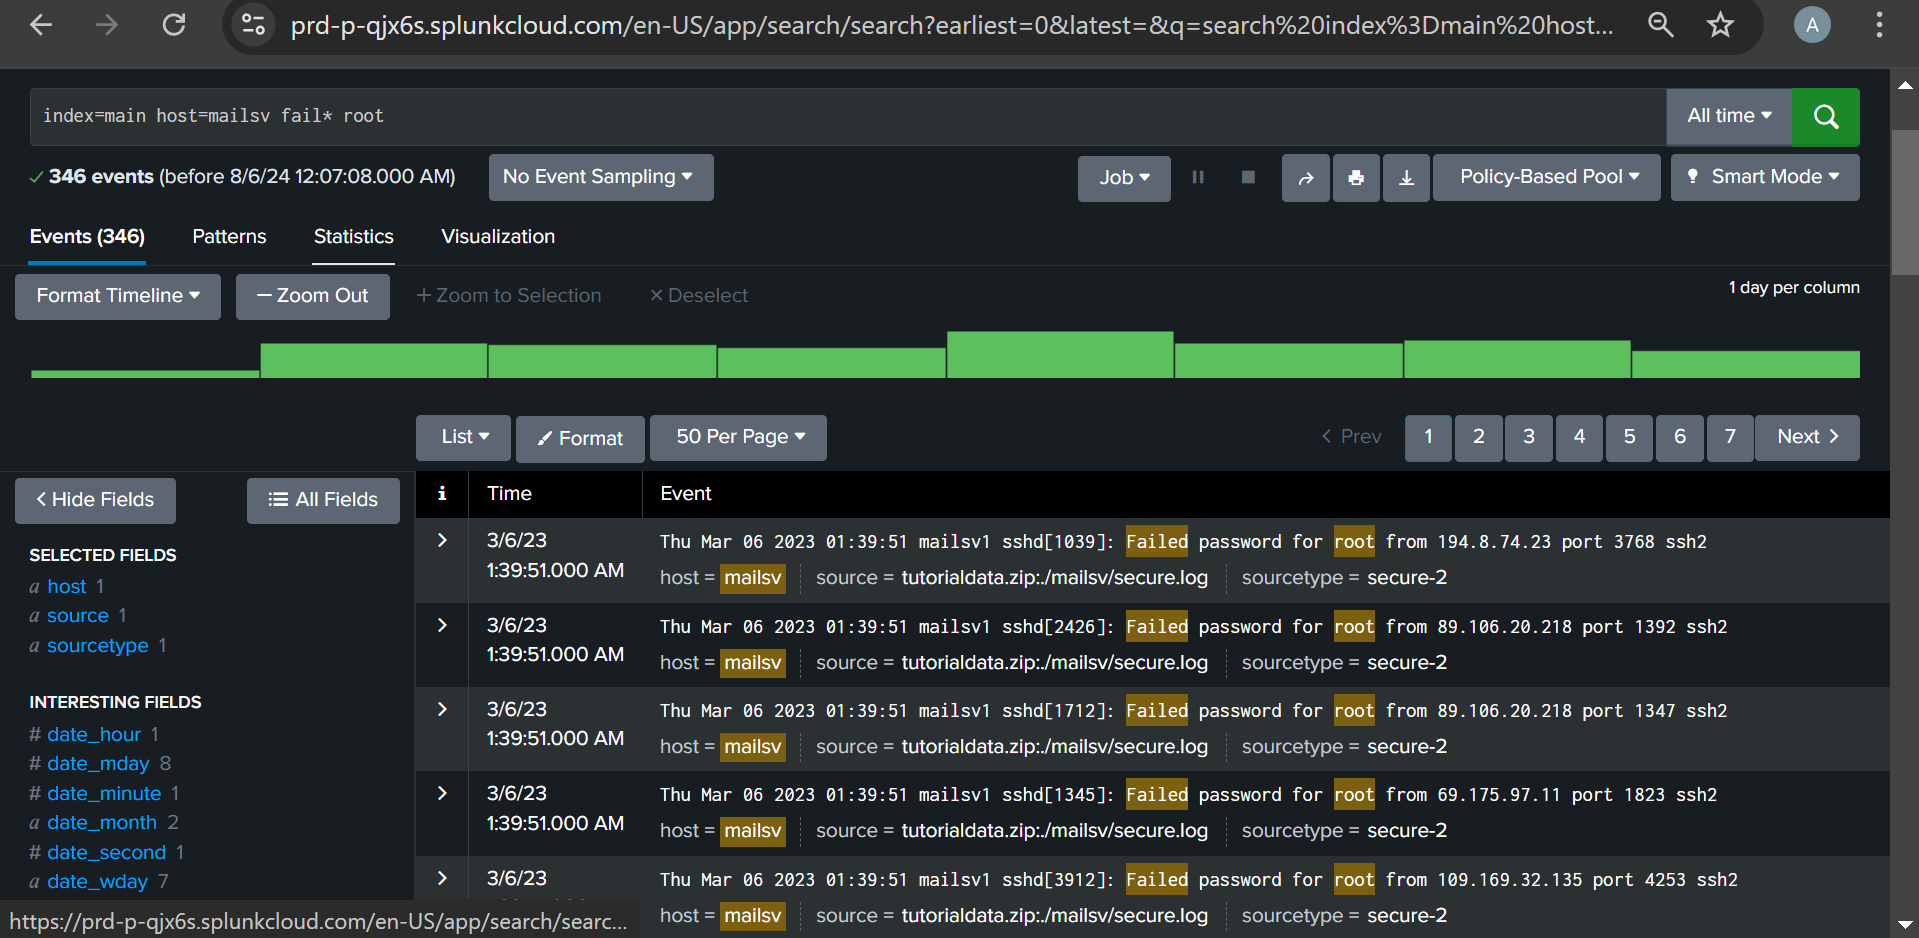 prd-p-qjx6s.splunkcloud.com/en-US/app/search/search?earliest=0&latest=&q=search%20index%3Dmain%20host...
A
index=main host=mailsv fail* root
All time
346 events (before 8/6/24 12:07:08.000 AM)
No Event Sampling
Job
Policy-Based Pool
Smart Mode
Events (346)
Patterns
Statistics
Visualization
Format Timeline
— Zoom Out
+ Zoom to Selection
× Deselect
1 day per column
List
Format
50 Per Page
< Prev
1
2
3
4
5
6
7
Next >
< Hide Fields
All Fields
i
Time
Event
SELECTED FIELDS
a host 1
a source 1
a sourcetype 1
INTERESTING FIELDS
# date_hour 1
# date_mday 8
# date_minute 1
a date_month 2
# date_second 1
a date_wday 7
> 3/6/23
1:39:51.000 AM
Thu Mar 06 2023 01:39:51 mailsv1 sshd[1039]: Failed password for root from 194.8.74.23 port 3768 ssh2
host = mailsv source = tutorialdata.zip:./mailsv/secure.log sourcetype = secure-2
> 3/6/23
1:39:51.000 AM
Thu Mar 06 2023 01:39:51 mailsv1 sshd[2426]: Failed password for root from 89.106.20.218 port 1392 ssh2
host = mailsv source = tutorialdata.zip:./mailsv/secure.log sourcetype = secure-2
> 3/6/23
1:39:51.000 AM
Thu Mar 06 2023 01:39:51 mailsv1 sshd[1712]: Failed password for root from 89.106.20.218 port 1347 ssh2
host = mailsv source = tutorialdata.zip:./mailsv/secure.log sourcetype = secure-2
> 3/6/23
1:39:51.000 AM
Thu Mar 06 2023 01:39:51 mailsv1 sshd[1345]: Failed password for root from 69.175.97.11 port 1823 ssh2
host = mailsv source = tutorialdata.zip:./mailsv/secure.log sourcetype = secure-2
> 3/6/23
Thu Mar 06 2023 01:39:51 mailsv1 sshd[3912]: Failed password for root from 109.169.32.135 port 4253 ssh2
host = mailsv source = tutorialdata.zip:./mailsv/secure.log sourcetype = secure-2
https://prd-p-qjx6s.splunkcloud.com/en-US/app/search/searc...